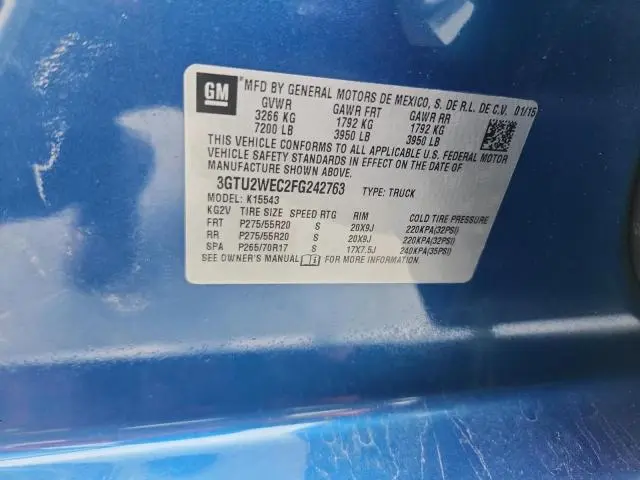 GM
MFD BY GENERAL MOTORS DE MEXICO, S. DE R.L. DE C.V. 01/15
GVWR GAWR FRT GAWR RR
3266 KG 1792 KG 1792 KG
7200 LB 3950 LB 3950 LB
THIS VEHICLE CONFORMS TO ALL APPLICABLE U.S. FEDERAL MOTOR
VEHICLE SAFETY STANDARDS IN EFFECT ON THE DATE OF
MANUFACTURE SHOWN ABOVE.
3GTU2WEC2FG242763 TYPE: TRUCK
MODEL: K15543
KG2V TIRE SIZE SPEED RTG RIM COLD TIRE PRESSURE
FRT P275/55R20 S 20X9J 220KPA(32PSI)
RR P275/55R20 S 20X9J 220KPA(32PSI)
SPA P265/70R17 S 17X7.5J 240KPA(35PSI)
SEE OWNER'S MANUAL FOR MORE INFORMATION.